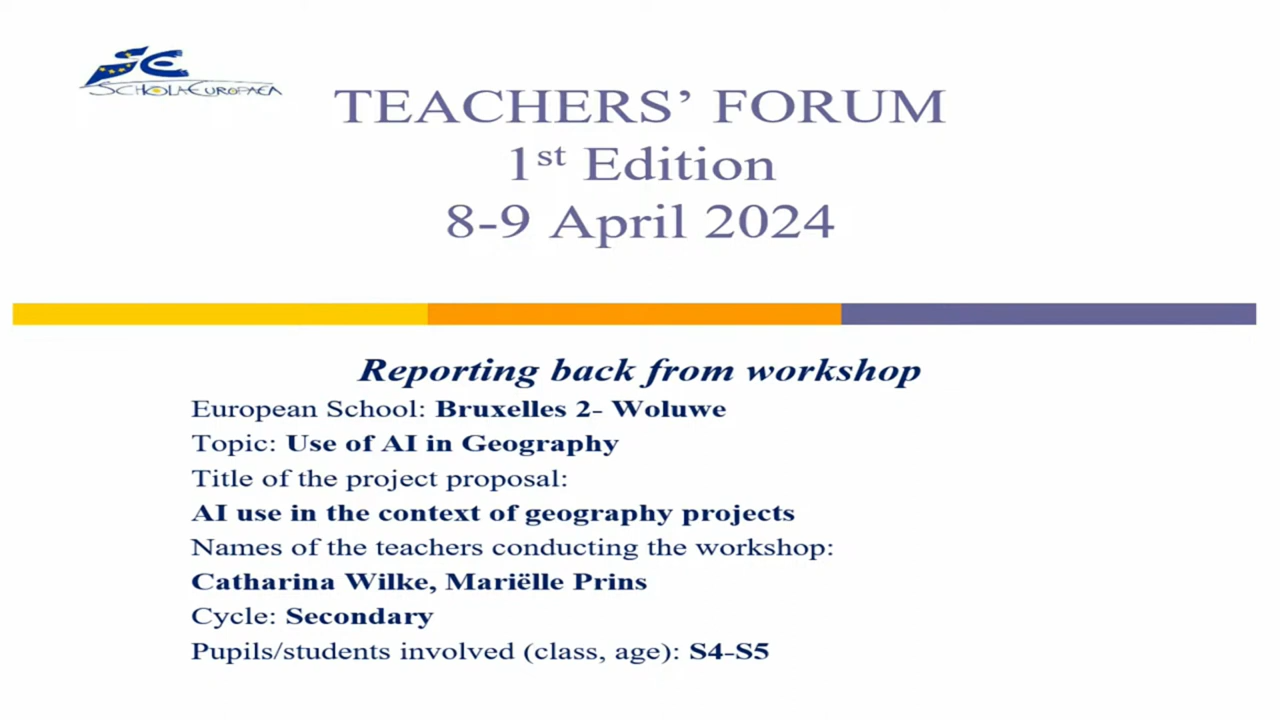 SCHOLA EUROPAEA
TEACHERS’ FORUM
1st Edition
8-9 April 2024
Reporting back from workshop
European School: Bruxelles 2- Woluwe
Topic: Use of AI in Geography
Title of the project proposal:
AI use in the context of geography projects
Names of the teachers conducting the workshop:
Catharina Wilke, Mariëlle Prins
Cycle: Secondary
Pupils/students involved (class, age): S4-S5